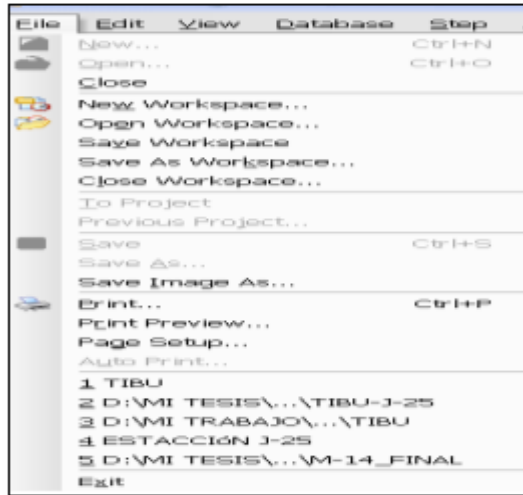 File Edit View Database Step
New... Ctrl+N
Open... Ctrl+O
Close
New Workspace...
Open Workspace...
Save Workspace
Save As Workspace...
Close Workspace...
To Project
Previous Project...
Save Ctrl+S
Save As...
Save Image As...
Print... Ctrl+P
Print Preview...
Page Setup...
Auto Print...
1 TIBU
2 D:\MI TESIS\...\TIBU-J-25
3 D:\MI TRABAJO\...\TIBU
4 ESTACCIóN J-25
5 D:\MI TESIS\...\M-14_FINAL
Exit